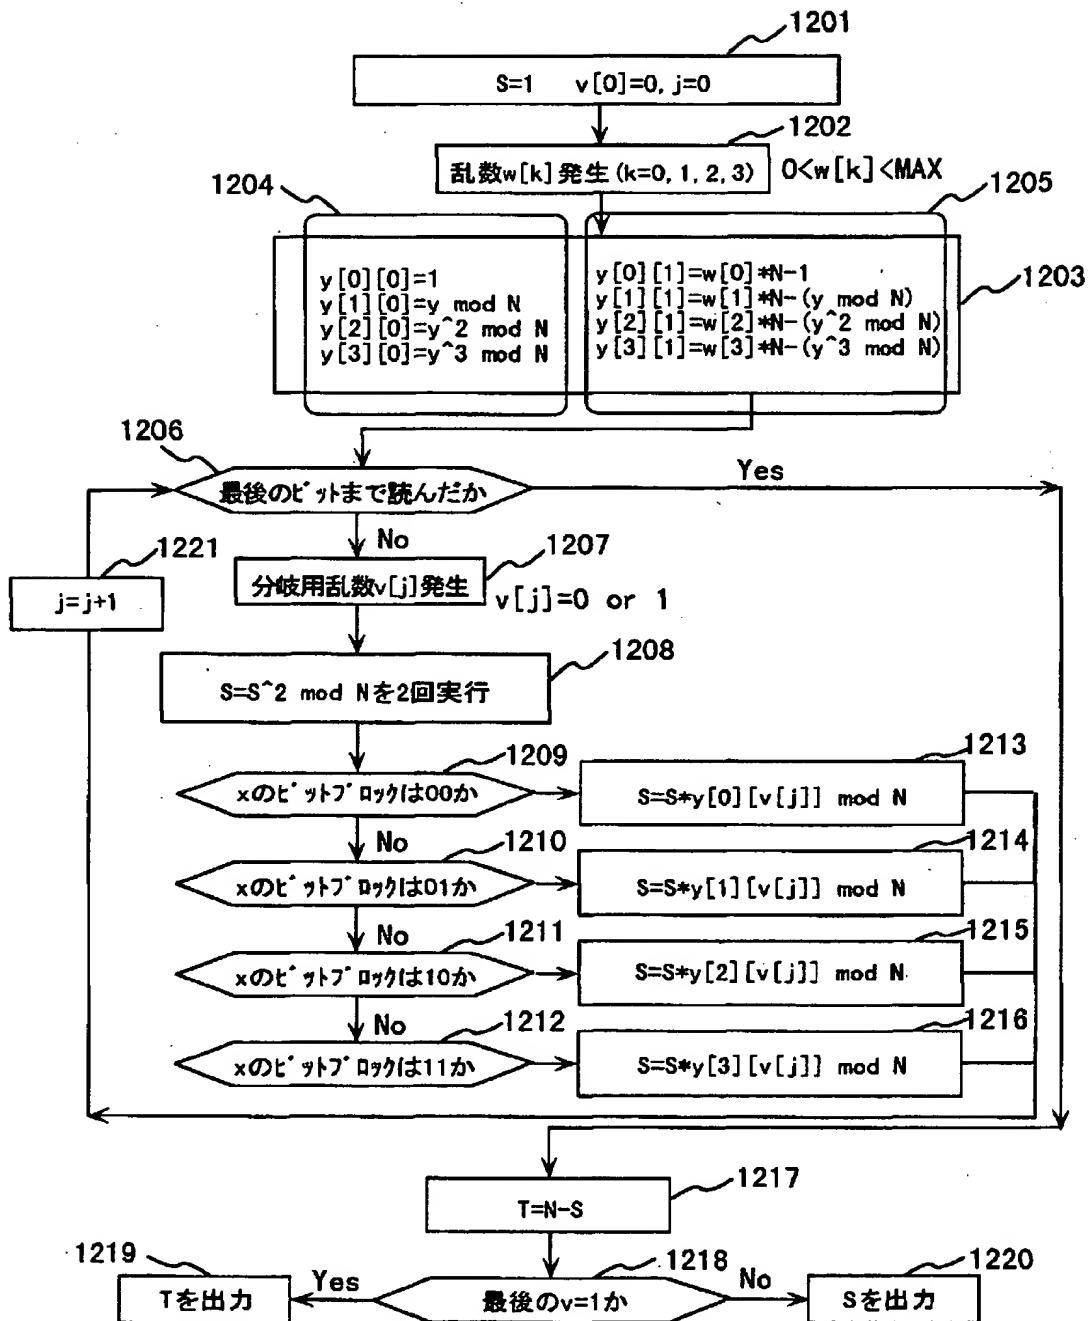 1201
S=1 v[0]=0, j=0
1202
乱数w[k]発生(k=0, 1, 2, 3) 0<w[k]<MAX
1204
1205
y[0][0]=1
y[1][0]=y mod N
y[2][0]=y^2 mod N
y[3][0]=y^3 mod N
y[0][1]=w[0]*N-1
y[1][1]=w[1]*N-(y mod N)
y[2][1]=w[2]*N-(y^2 mod N)
y[3][1]=w[3]*N-(y^3 mod N)
1203
1206
最後のビットまで読んだか
Yes
No
1221
j=j+1
1207
分岐用乱数v[j]発生
v[j]=0 or 1
1208
S=S^2 mod Nを2回実行
1209
xのビットブロックは00か
1213
S=S*y[0][v[j]] mod N
No
1210
xのビットブロックは01か
1214
S=S*y[1][v[j]] mod N
No
1211
xのビットブロックは10か
1215
S=S*y[2][v[j]] mod N
No
1212
xのビットブロックは11か
1216
S=S*y[3][v[j]] mod N
1217
T=N-S
1218
最後のv=1か
Yes
No
1219
Tを出力
1220
Sを出力